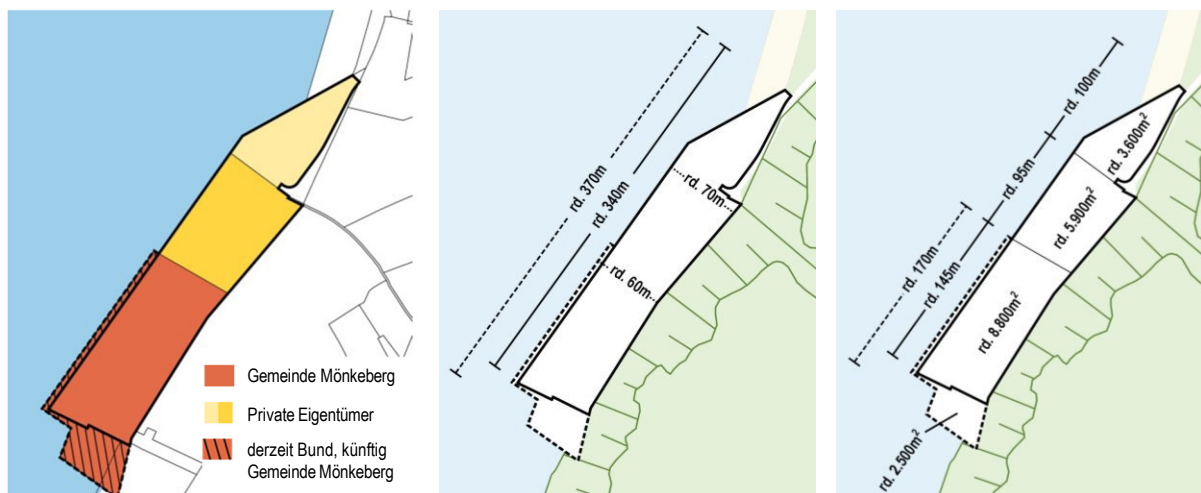 Gemeinde Mönkeberg
Private Eigentümer
derzeit Bund, künftig
Gemeinde Mönkeberg
rd. 370m
rd. 340m
rd. 70m
rd. 60m
rd. 100m
rd. 95m
rd. 170m
rd. 145m
rd. 3.600m²
rd. 5.900m²
rd. 8.800m²
rd. 2.500m²